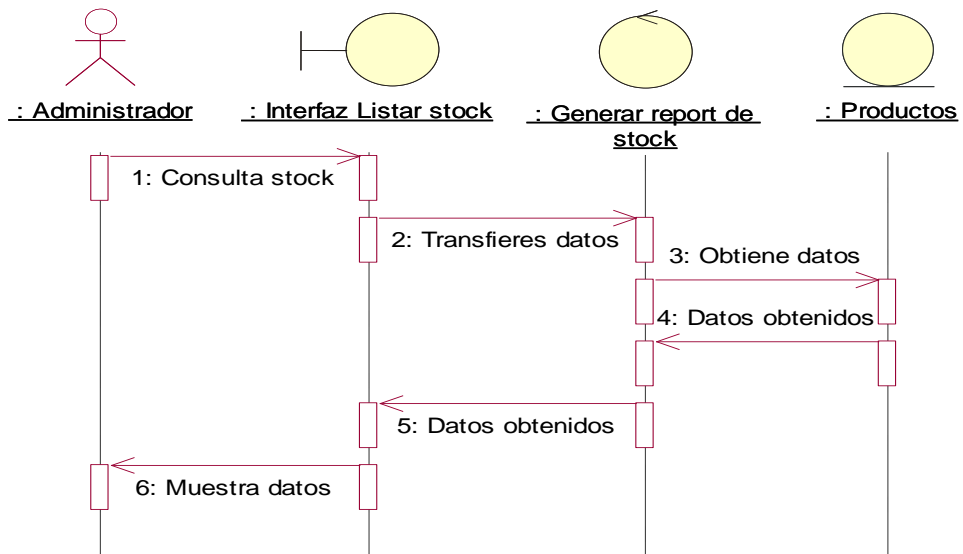 : Administrador
: Interfaz Listar stock
: Generar report de
stock
: Productos
1: Consulta stock
2: Transfieres datos
3: Obtiene datos
4: Datos obtenidos
5: Datos obtenidos
6: Muestra datos